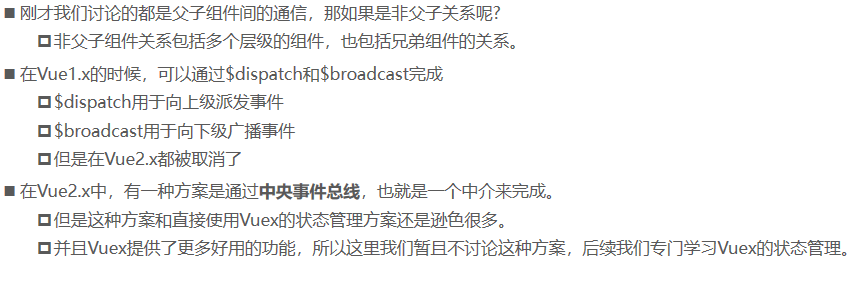 ■ 刚才我们讨论的都是父子组件间的通信，那如果是非父子关系呢?
非父子组件关系包括多个层级的组件，也包括兄弟组件的关系。
■ 在Vue1.x的时候，可以通过$dispatch和$broadcast完成
$dispatch用于向上级派发事件
$broadcast用于向下级广播事件
但是在Vue2.x都被取消了
■ 在Vue2.x中，有一种方案是通过中央事件总线，也就是一个中介来完成。
但是这种方案和直接使用Vuex的状态管理方案还是逊色很多。
并且Vuex提供了更多好用的功能，所以这里我们暂且不讨论这种方案，后续我们专门学习Vuex的状态管理。